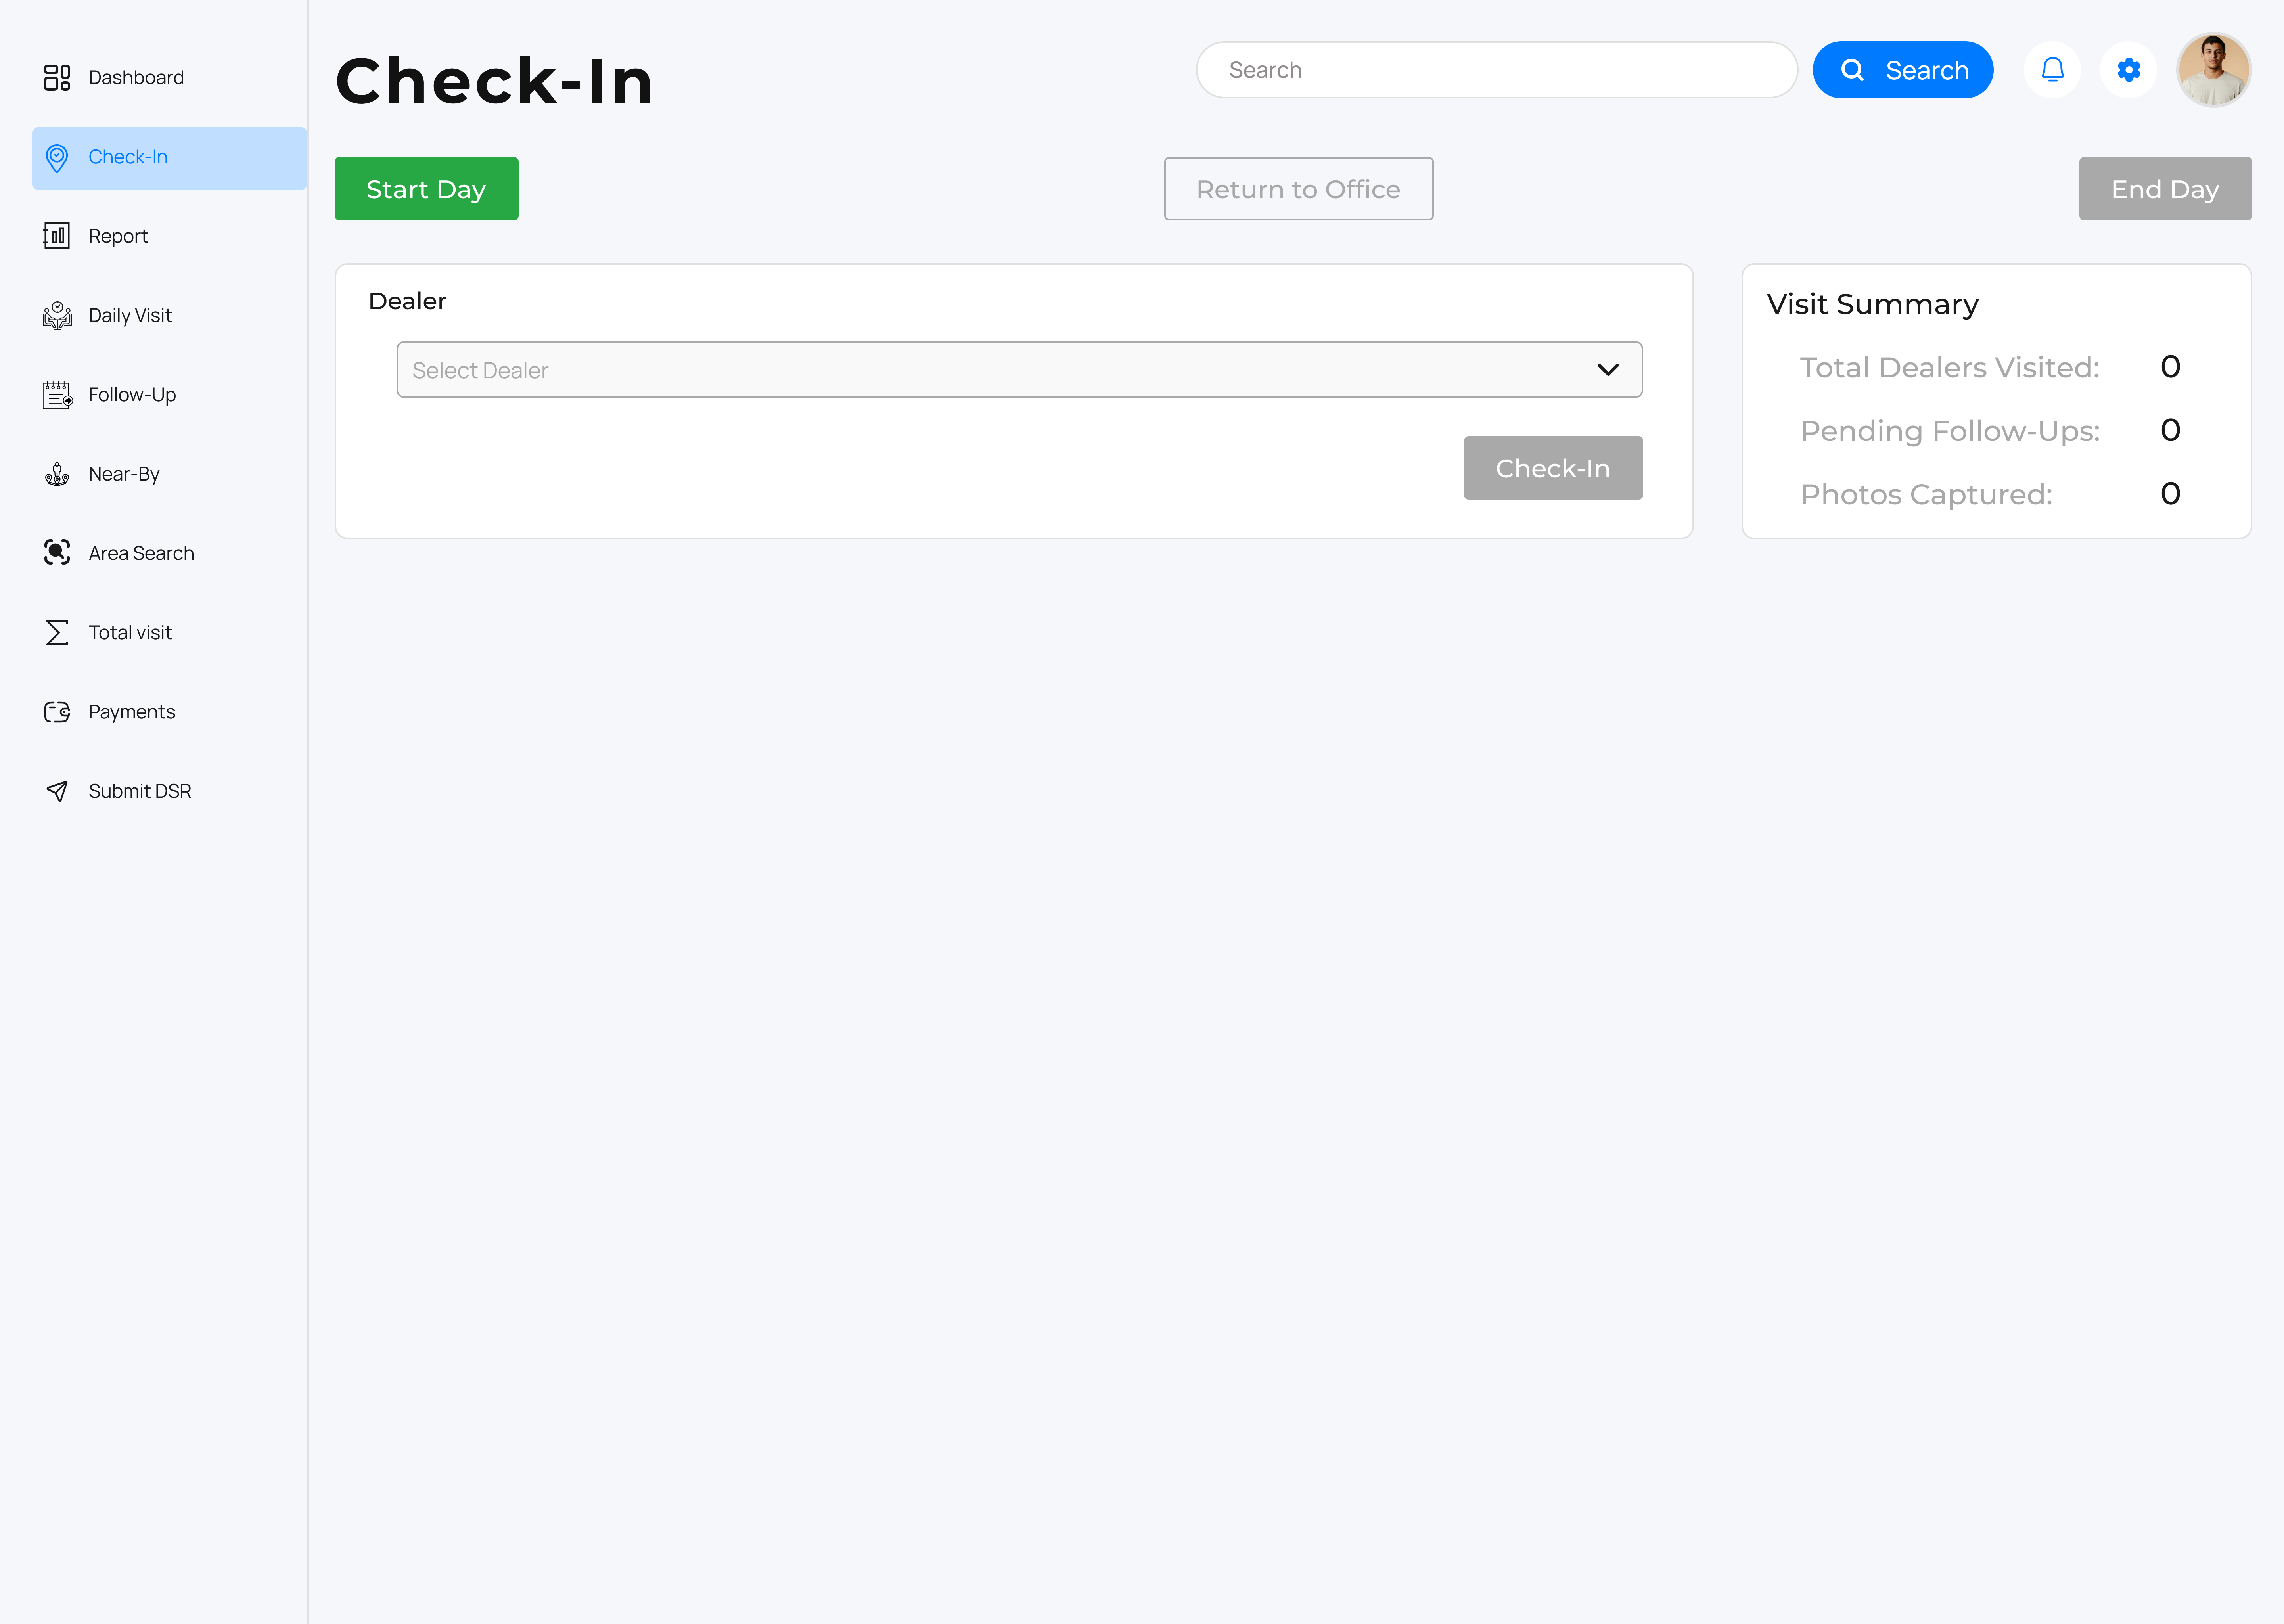 Dashboard
Check-In
Report
Daily Visit
Follow-Up
Near-By
Area Search
Total visit
Payments
Submit DSR
Check-In
Search
Search
Start Day
Return to Office
End Day
Dealer
Select Dealer
Check-In
Visit Summary
Total Dealers Visited: 0
Pending Follow-Ups: 0
Photos Captured: 0